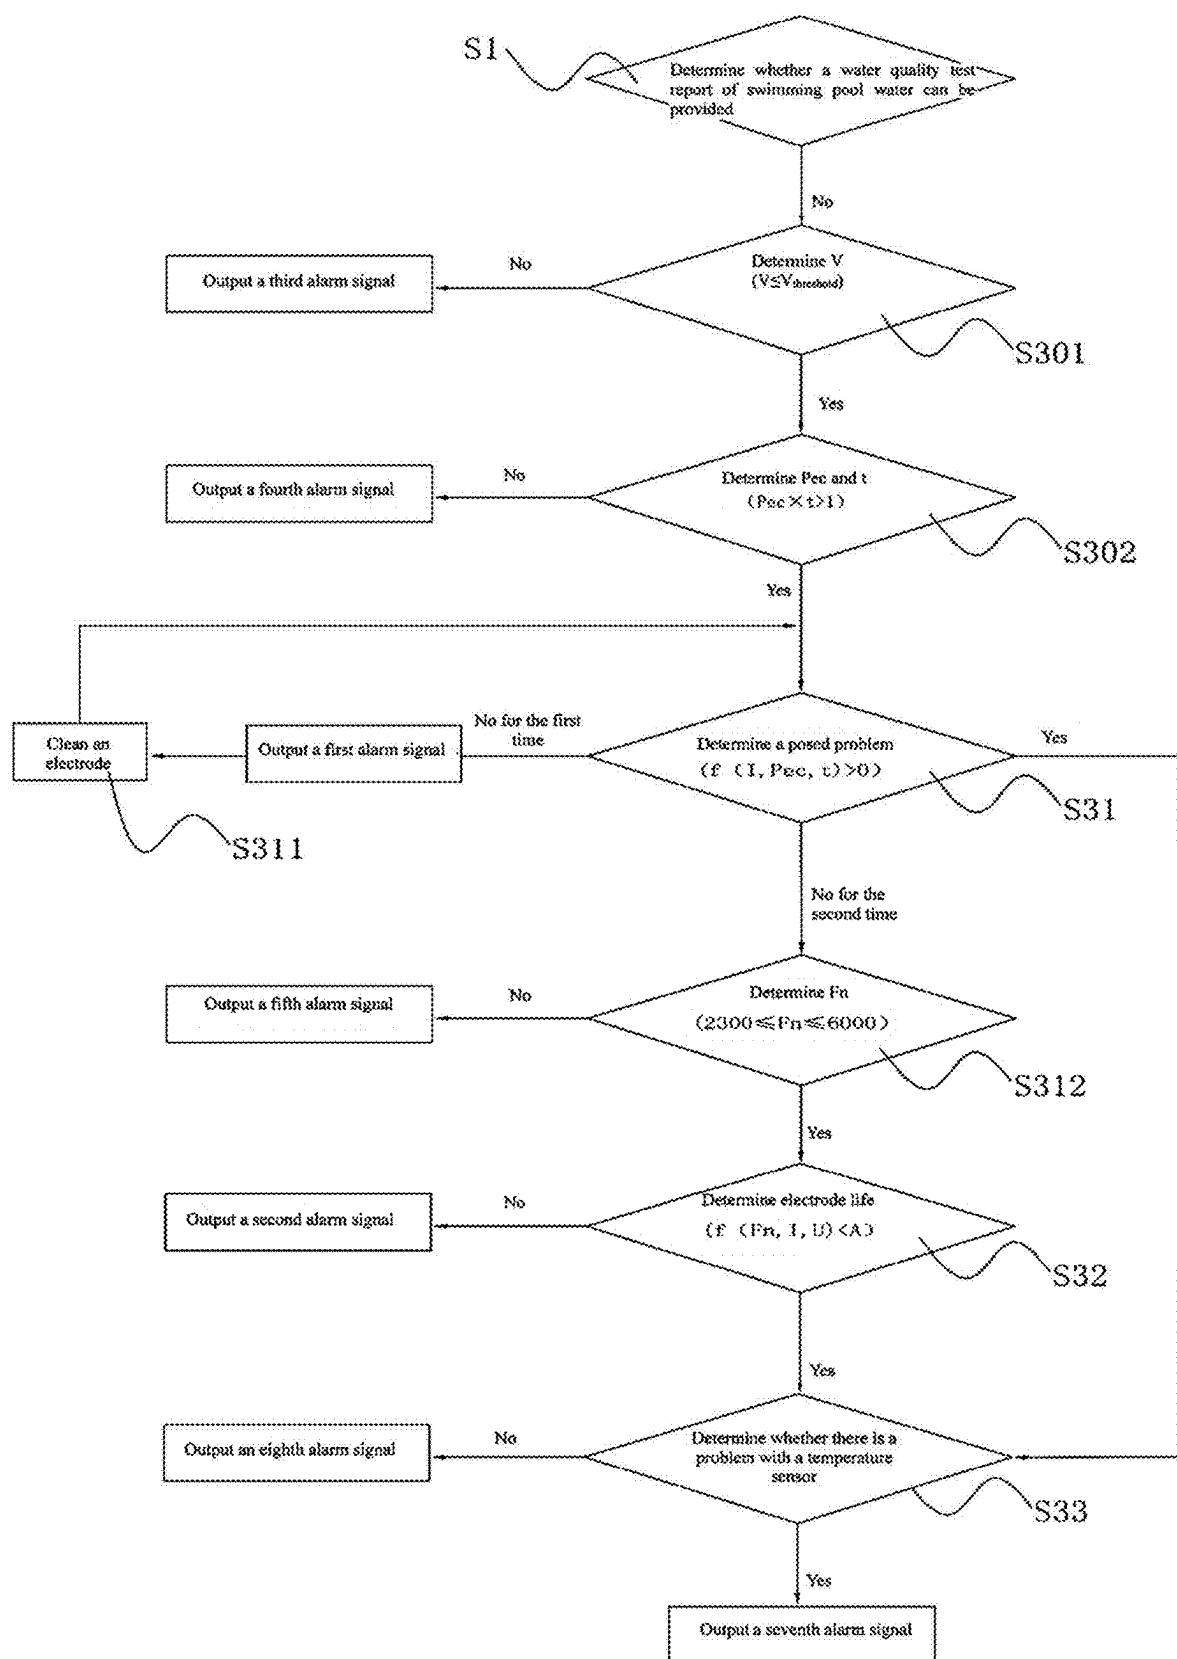 S1
Determine whether a water quality test
report of swimming pool water can be
provided
No
Determine V
(V≤Vthreshold)
No
Output a third alarm signal
S301
Yes
Determine Pec and t
(Pec×t>1)
No
Output a fourth alarm signal
S302
Yes
Clean an
electrode
Output a first alarm signal
No for the first
time
Determine a posed problem
(f (I, Pec, t)>0)
Yes
S31
S311
No for the
second time
Determine Fn
(2300≤Fn≤6000)
No
Output a fifth alarm signal
S312
Yes
Determine electrode life
(f (Fn, I, U)<A)
No
Output a second alarm signal
S32
Yes
Determine whether there is a
problem with a temperature
sensor
No
Output an eighth alarm signal
S33
Yes
Output a seventh alarm signal